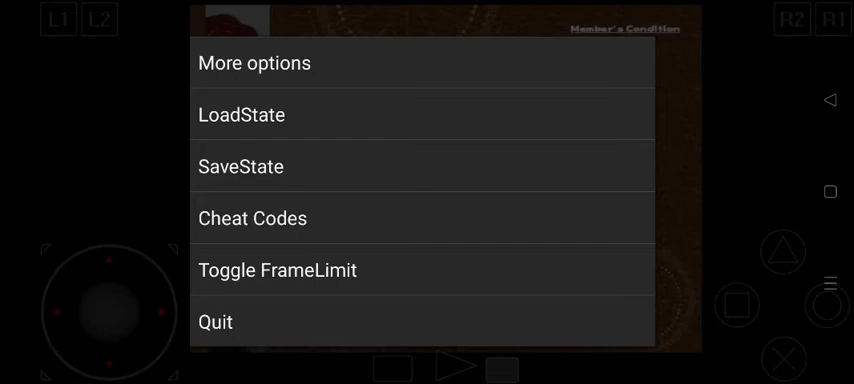 L1 L2 R2 R1
Member's Condition
More options
LoadState
SaveState
Cheat Codes
Toggle FrameLimit
Quit